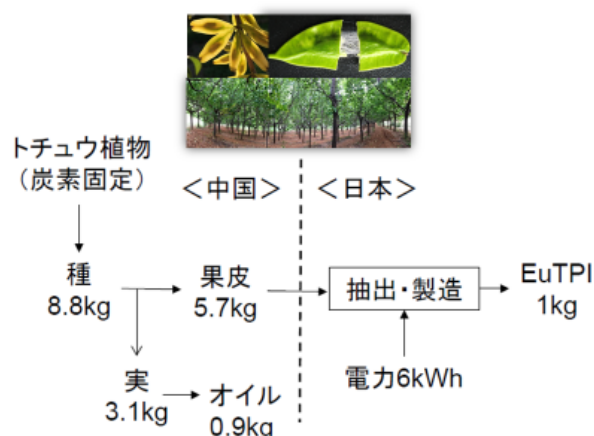 トチュウ植物
（炭素固定）
＜中国＞
＜日本＞
種
8.8kg
果皮
5.7kg
抽出・製造
EuTPI
1kg
実
3.1kg
オイル
0.9kg
電力6kWh